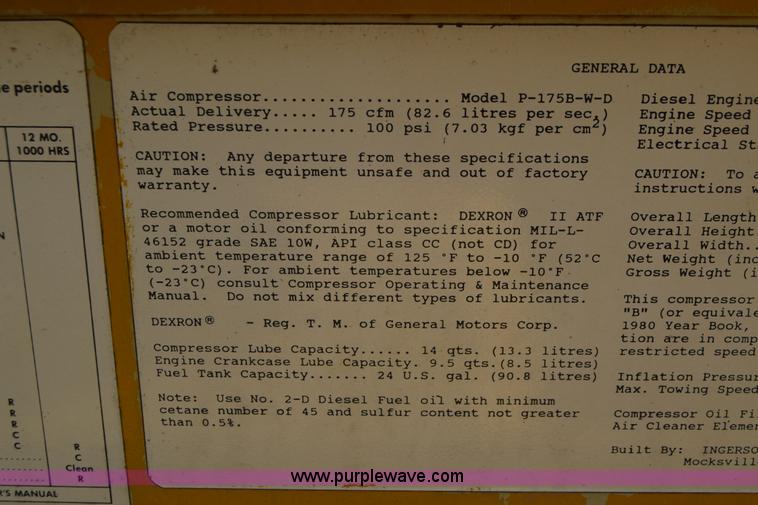 e periods
12 MO.
1000 HRS
N
R
R
R
C
C
R
C
Clean
R
R'S MANUAL
GENERAL DATA
Air Compressor.................... Model P-175B-W-D
Actual Delivery..... 175 cfm (82.6 litres per sec.)
Rated Pressure.......... 100 psi (7.03 kgf per cm²)
CAUTION: Any departure from these specifications
may make this equipment unsafe and out of factory
warranty.
Recommended Compressor Lubricant: DEXRON® II ATF
or a motor oil conforming to specification MIL-L-
46152 grade SAE 10W, API class CC (not CD) for
ambient temperature range of 125 °F to -10 °F (52°C
to -23°C). For ambient temperatures below -10°F
(-23°C) consult Compressor Operating & Maintenance
Manual. Do not mix different types of lubricants.
DEXRON® - Reg. T. M. of General Motors Corp.
Compressor Lube Capacity...... 14 qts. (13.3 litres)
Engine Crankcase Lube Capacity. 9.5 qts.(8.5 litres)
Fuel Tank Capacity....... 24 U.S. gal. (90.8 litres)
Note: Use No. 2-D Diesel Fuel oil with minimum
cetane number of 45 and sulfur content not greater
than 0.5%.
Diesel Engine
Engine Speed
Engine Speed
Electrical St
CAUTION: To a
instructions w
Overall Length
Overall Height
Overall Width..
Net Weight (inc
Gross Weight (i
This compressor
"B" (or equivale
1980 Year Book,
tion are in comp
restricted speed
Inflation Pressur
Max. Towing Speed
Compressor Oil Fi
Air Cleaner Elemen
Built By: INGERSO
Mocksvill
www.purplewave.com